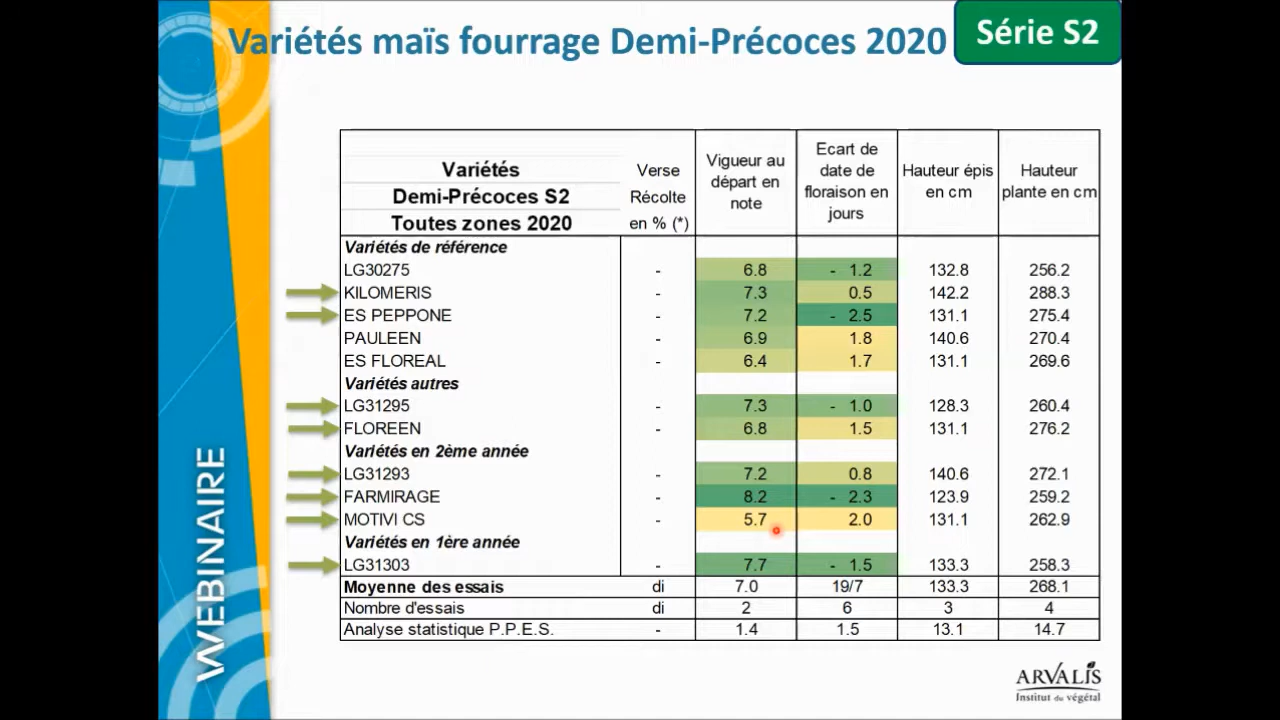 Variétés maïs fourrage Demi-Précoces 2020
Série S2
Variétés
Demi-Précoces S2
Toutes zones 2020
Verse
Récolte
en % (*)
Vigueur au
départ en
note
Ecart de
date de
floraison en
jours
Hauteur épis
en cm
Hauteur
plante en cm
Variétés de référence
LG30275 - 6.8 - 1.2 132.8 256.2
KILOMERIS - 7.3 0.5 142.2 288.3
ES PEPPONE - 7.2 - 2.5 131.1 275.4
PAULEEN - 6.9 1.8 140.6 270.4
ES FLOREAL - 6.4 1.7 131.1 269.6
Variétés autres
LG31295 - 7.3 - 1.0 128.3 260.4
FLOREEN - 6.8 1.5 131.1 276.2
Variétés en 2ème année
LG31293 - 7.2 0.8 140.6 272.1
FARMIRAGE - 8.2 - 2.3 123.9 259.2
MOTIVI CS - 5.7 2.0 131.1 262.9
Variétés en 1ère année
LG31303 - 7.7 - 1.5 133.3 258.3
Moyenne des essais di 7.0 19/7 133.3 268.1
Nombre d'essais di 2 6 3 4
Analyse statistique P.P.E.S. - 1.4 1.5 13.1 14.7
WEBINAIRE
ARVALIS
Institut du végétal